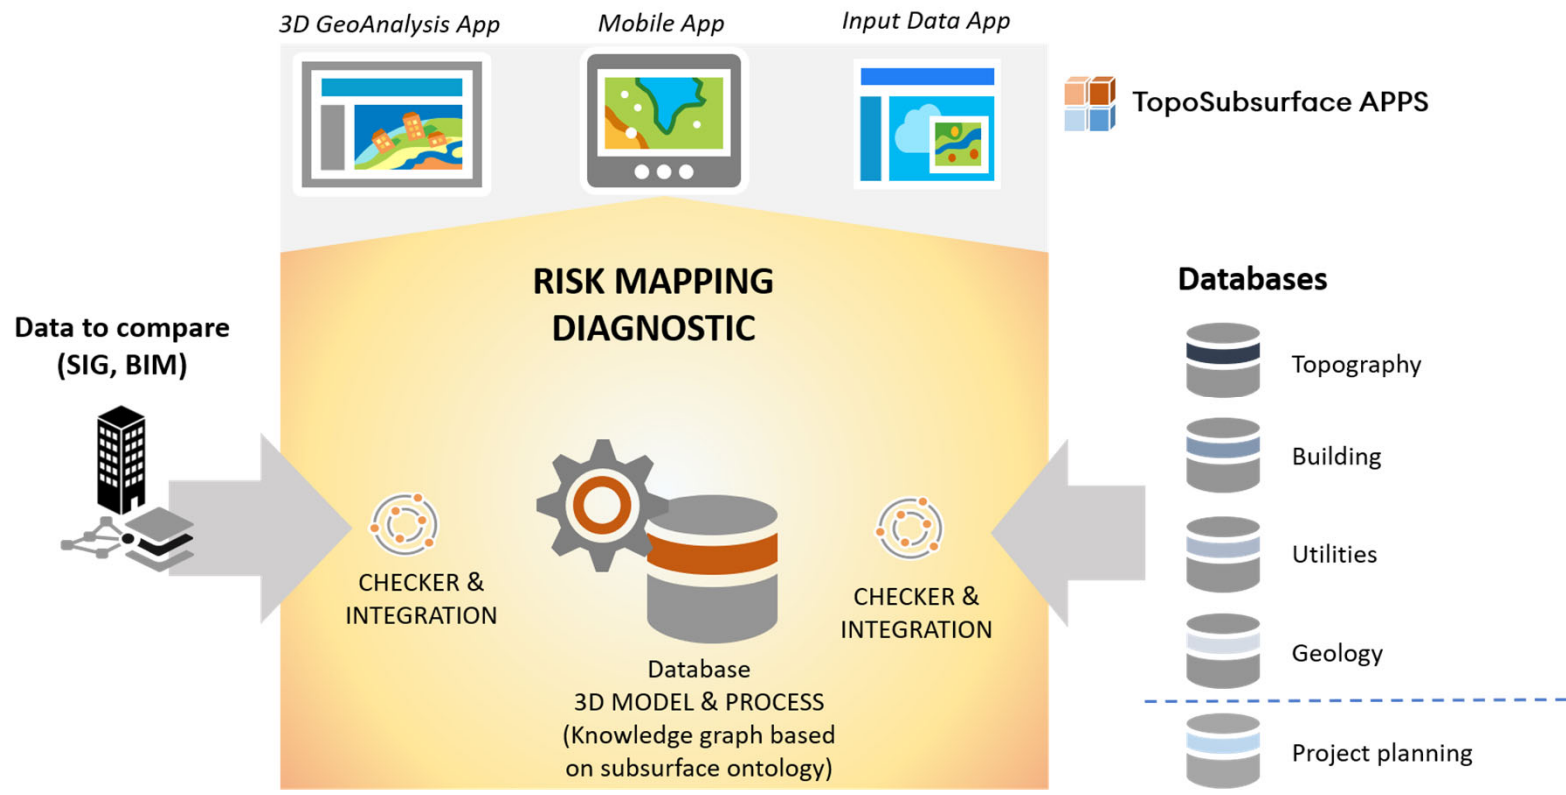 3D GeoAnalysis App
Mobile App
Input Data App
TopoSubsurface APPS
RISK MAPPING
DIAGNOSTIC
Data to compare
(SIG, BIM)
CHECKER &
INTEGRATION
Database
3D MODEL & PROCESS
(Knowledge graph based
on subsurface ontology)
CHECKER &
INTEGRATION
Databases
Topography
Building
Utilities
Geology
Project planning